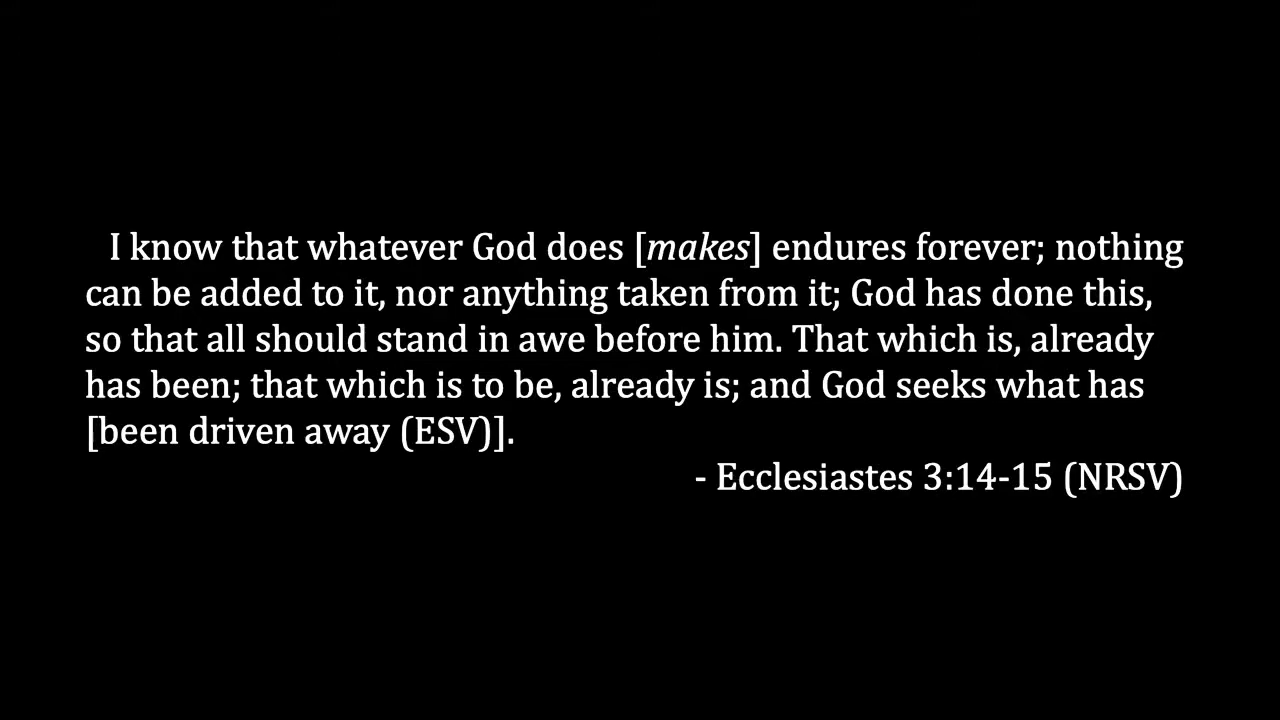 I know that whatever God does [makes] endures forever; nothing
can be added to it, nor anything taken from it; God has done this,
so that all should stand in awe before him. That which is, already
has been; that which is to be, already is; and God seeks what has
[been driven away (ESV)].
- Ecclesiastes 3:14-15 (NRSV)